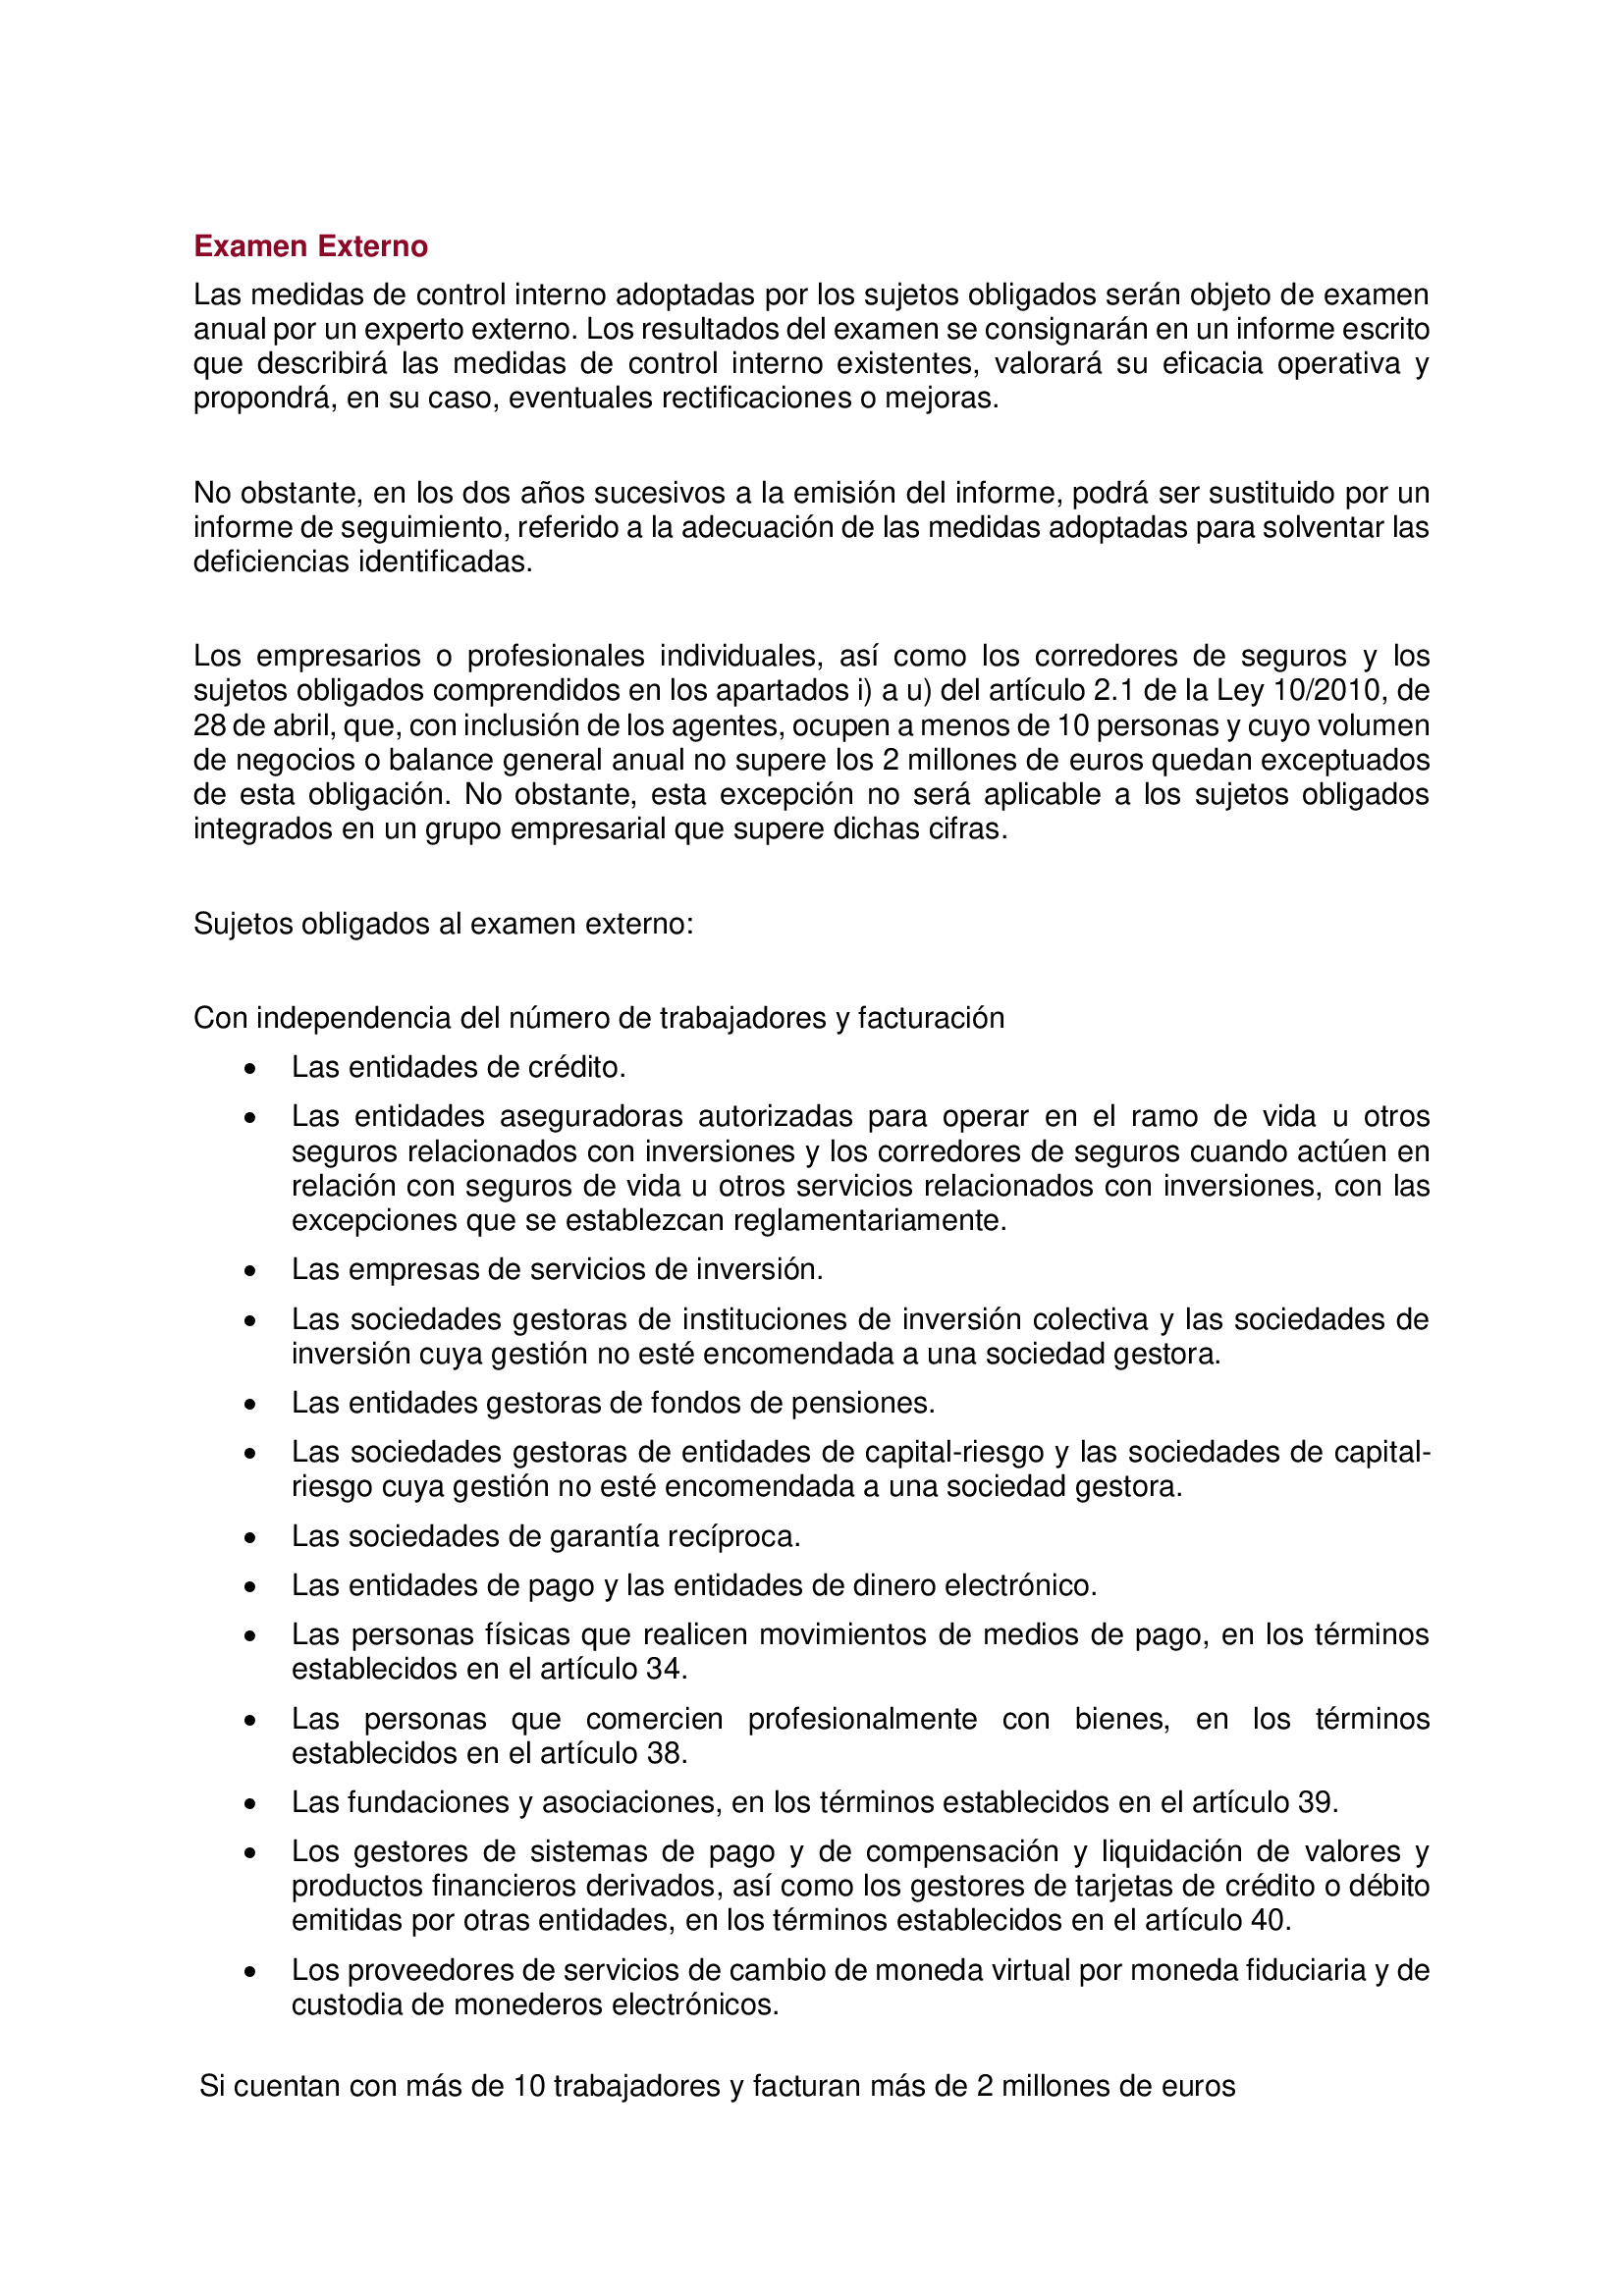 Examen Externo
Las medidas de control interno adoptadas por los sujetos obligados serán objeto de examen
anual por un experto externo. Los resultados del examen se consignarán en un informe escrito
que describirá las medidas de control interno existentes, valorará su eficacia operativa y
propondrá, en su caso, eventuales rectificaciones o mejoras.
No obstante, en los dos años sucesivos a la emisión del informe, podrá ser sustituido por un
informe de seguimiento, referido a la adecuación de las medidas adoptadas para solventar las
deficiencias identificadas.
Los empresarios o profesionales individuales, así como los corredores de seguros y los
sujetos obligados comprendidos en los apartados i) a u) del artículo 2.1 de la Ley 10/2010, de
28 de abril, que, con inclusión de los agentes, ocupen a menos de 10 personas y cuyo volumen
de negocios o balance general anual no supere los 2 millones de euros quedan exceptuados
de esta obligación. No obstante, esta excepción no será aplicable a los sujetos obligados
integrados en un grupo empresarial que supere dichas cifras.
Sujetos obligados al examen externo:
Con independencia del número de trabajadores y facturación
• Las entidades de crédito.
• Las entidades aseguradoras autorizadas para operar en el ramo de vida u otros
seguros relacionados con inversiones y los corredores de seguros cuando actúen en
relación con seguros de vida u otros servicios relacionados con inversiones, con las
excepciones que se establezcan reglamentariamente.
• Las empresas de servicios de inversión.
• Las sociedades gestoras de instituciones de inversión colectiva y las sociedades de
inversión cuya gestión no esté encomendada a una sociedad gestora.
• Las entidades gestoras de fondos de pensiones.
• Las sociedades gestoras de entidades de capital-riesgo y las sociedades de capital-
riesgo cuya gestión no esté encomendada a una sociedad gestora.
• Las sociedades de garantía recíproca.
• Las entidades de pago y las entidades de dinero electrónico.
• Las personas físicas que realicen movimientos de medios de pago, en los términos
establecidos en el artículo 34.
• Las personas que comercien profesionalmente con bienes, en los términos
establecidos en el artículo 38.
• Las fundaciones y asociaciones, en los términos establecidos en el artículo 39.
• Los gestores de sistemas de pago y de compensación y liquidación de valores y
productos financieros derivados, así como los gestores de tarjetas de crédito o débito
emitidas por otras entidades, en los términos establecidos en el artículo 40.
• Los proveedores de servicios de cambio de moneda virtual por moneda fiduciaria y de
custodia de monederos electrónicos.
Si cuentan con más de 10 trabajadores y facturan más de 2 millones de euros